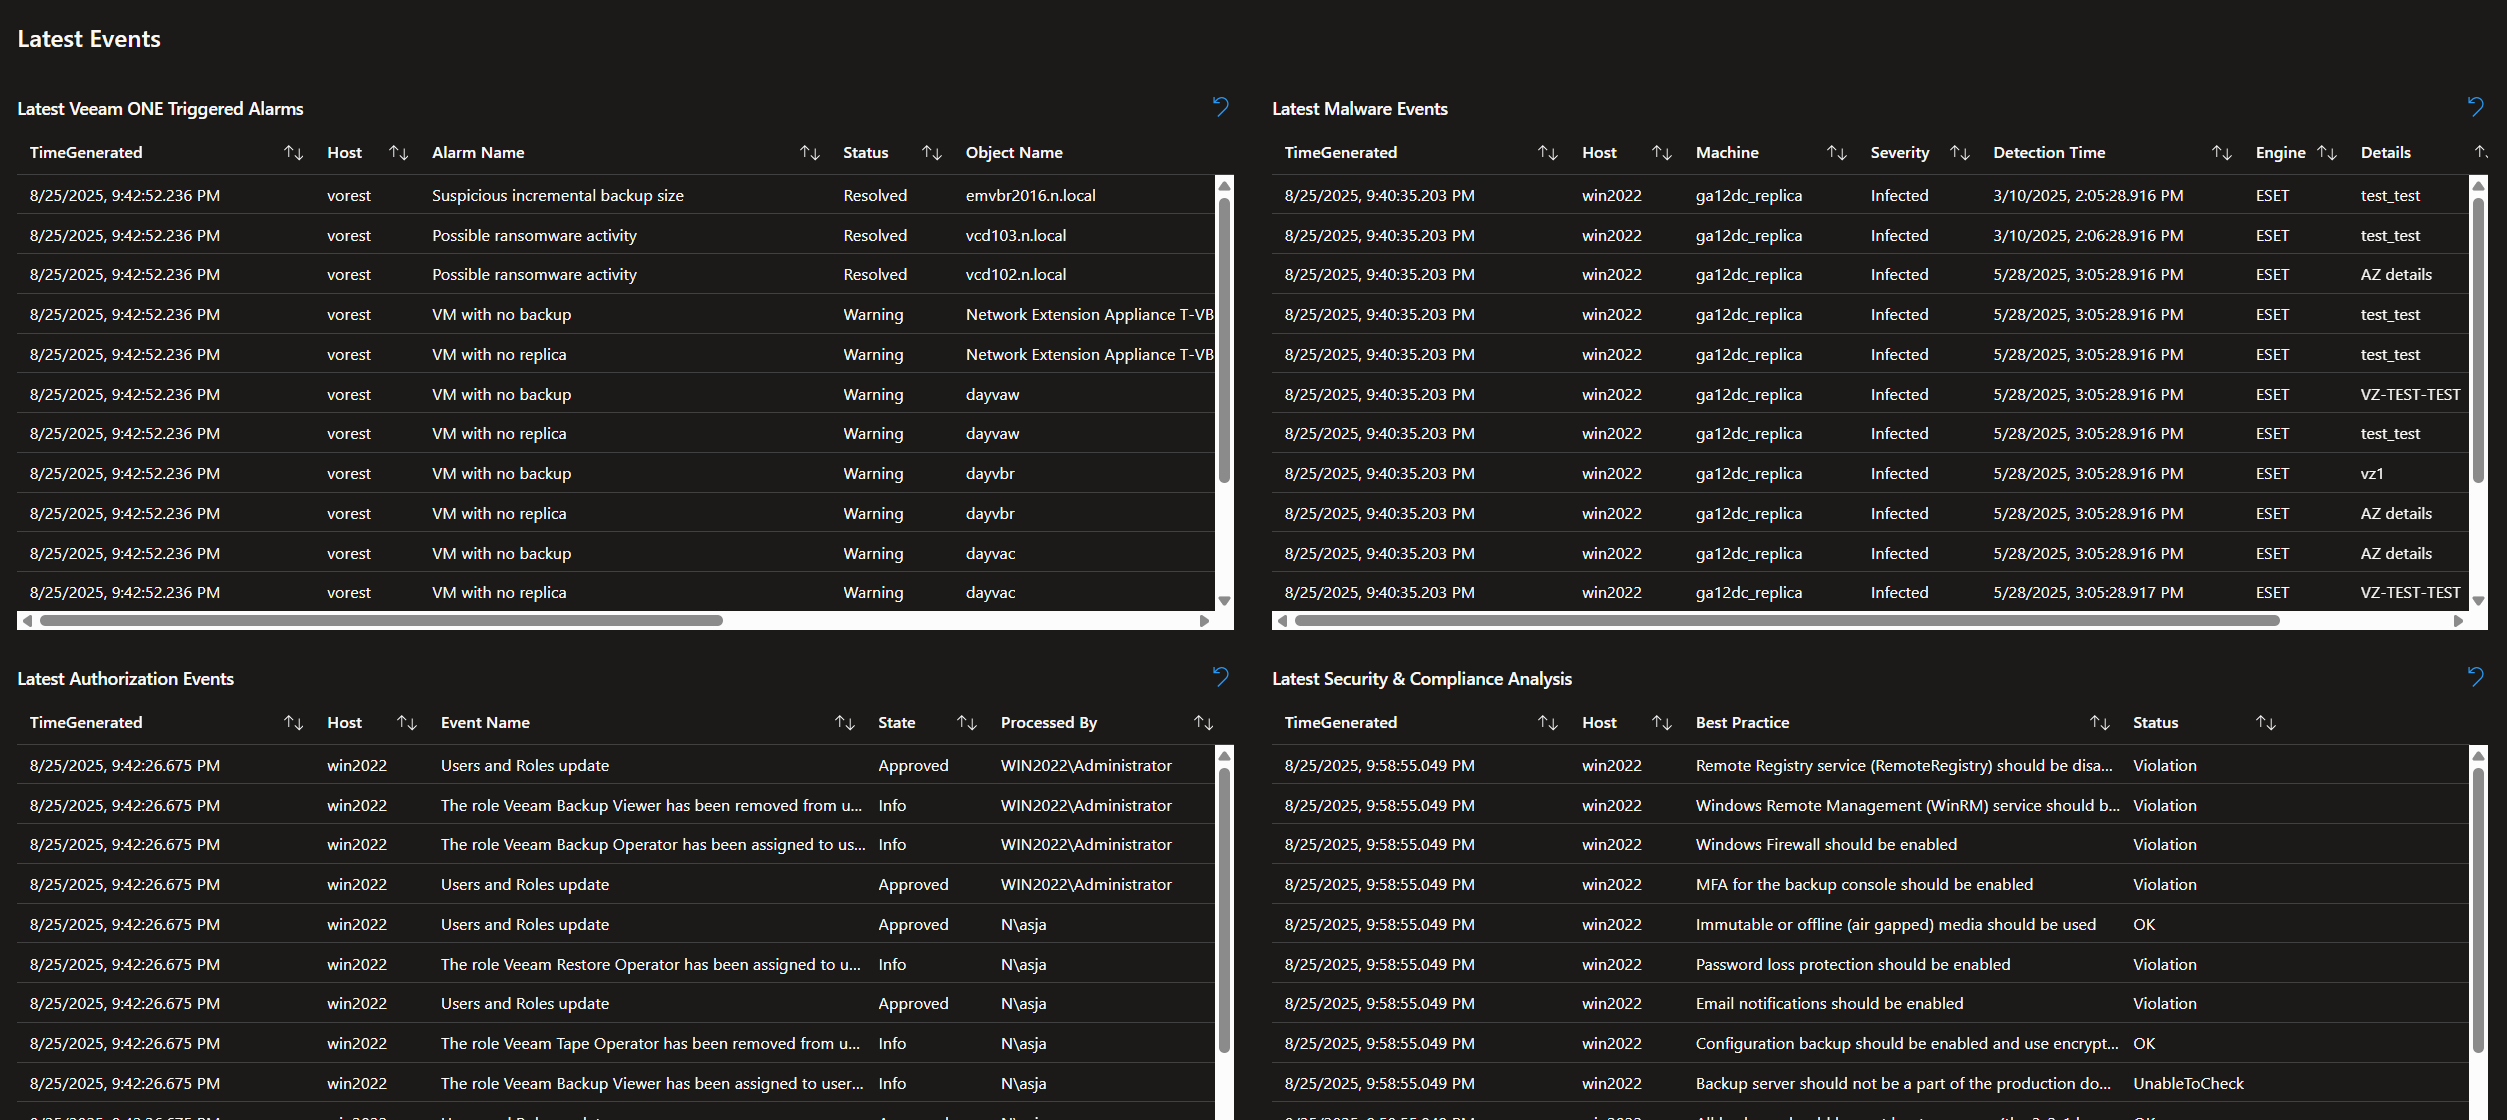 Latest Events
Latest Veeam ONE Triggered Alarms
TimeGenerated Host Alarm Name Status Object Name
8/25/2025, 9:42:52.236 PM vorest Suspicious incremental backup size Resolved emvbr2016.n.local
8/25/2025, 9:42:52.236 PM vorest Possible ransomware activity Resolved vcd103.n.local
8/25/2025, 9:42:52.236 PM vorest Possible ransomware activity Resolved vcd102.n.local
8/25/2025, 9:42:52.236 PM vorest VM with no backup Warning Network Extension Appliance T-VB
8/25/2025, 9:42:52.236 PM vorest VM with no replica Warning Network Extension Appliance T-VB
8/25/2025, 9:42:52.236 PM vorest VM with no backup Warning dayvaw
8/25/2025, 9:42:52.236 PM vorest VM with no replica Warning dayvaw
8/25/2025, 9:42:52.236 PM vorest VM with no backup Warning dayvbr
8/25/2025, 9:42:52.236 PM vorest VM with no replica Warning dayvbr
8/25/2025, 9:42:52.236 PM vorest VM with no backup Warning dayvac
8/25/2025, 9:42:52.236 PM vorest VM with no replica Warning dayvac
Latest Malware Events
TimeGenerated Host Machine Severity Detection Time Engine Details
8/25/2025, 9:40:35.203 PM win2022 ga12dc_replica Infected 3/10/2025, 2:05:28.916 PM ESET test_test
8/25/2025, 9:40:35.203 PM win2022 ga12dc_replica Infected 3/10/2025, 2:06:28.916 PM ESET test_test
8/25/2025, 9:40:35.203 PM win2022 ga12dc_replica Infected 5/28/2025, 3:05:28.916 PM ESET AZ details
8/25/2025, 9:40:35.203 PM win2022 ga12dc_replica Infected 5/28/2025, 3:05:28.916 PM ESET test_test
8/25/2025, 9:40:35.203 PM win2022 ga12dc_replica Infected 5/28/2025, 3:05:28.916 PM ESET test_test
8/25/2025, 9:40:35.203 PM win2022 ga12dc_replica Infected 5/28/2025, 3:05:28.916 PM ESET VZ-TEST-TEST
8/25/2025, 9:40:35.203 PM win2022 ga12dc_replica Infected 5/28/2025, 3:05:28.916 PM ESET test_test
8/25/2025, 9:40:35.203 PM win2022 ga12dc_replica Infected 5/28/2025, 3:05:28.916 PM ESET vz1
8/25/2025, 9:40:35.203 PM win2022 ga12dc_replica Infected 5/28/2025, 3:05:28.916 PM ESET AZ details
8/25/2025, 9:40:35.203 PM win2022 ga12dc_replica Infected 5/28/2025, 3:05:28.916 PM ESET AZ details
8/25/2025, 9:40:35.203 PM win2022 ga12dc_replica Infected 5/28/2025, 3:05:28.917 PM ESET VZ-TEST-TEST
Latest Authorization Events
TimeGenerated Host Event Name State Processed By
8/25/2025, 9:42:26.675 PM win2022 Users and Roles update Approved WIN2022\Administrator
8/25/2025, 9:42:26.675 PM win2022 The role Veeam Backup Viewer has been removed from u... Info WIN2022\Administrator
8/25/2025, 9:42:26.675 PM win2022 The role Veeam Backup Operator has been assigned to us... Info WIN2022\Administrator
8/25/2025, 9:42:26.675 PM win2022 Users and Roles update Approved WIN2022\Administrator
8/25/2025, 9:42:26.675 PM win2022 Users and Roles update Approved N\asja
8/25/2025, 9:42:26.675 PM win2022 The role Veeam Restore Operator has been assigned to u... Info N\asja
8/25/2025, 9:42:26.675 PM win2022 Users and Roles update Approved N\asja
8/25/2025, 9:42:26.675 PM win2022 The role Veeam Tape Operator has been removed from u... Info N\asja
8/25/2025, 9:42:26.675 PM win2022 The role Veeam Backup Viewer has been assigned to user... Info N\asja
Latest Security & Compliance Analysis
TimeGenerated Host Best Practice Status
8/25/2025, 9:58:55.049 PM win2022 Remote Registry service (RemoteRegistry) should be disa... Violation
8/25/2025, 9:58:55.049 PM win2022 Windows Remote Management (WinRM) service should b... Violation
8/25/2025, 9:58:55.049 PM win2022 Windows Firewall should be enabled Violation
8/25/2025, 9:58:55.049 PM win2022 MFA for the backup console should be enabled Violation
8/25/2025, 9:58:55.049 PM win2022 Immutable or offline (air gapped) media should be used OK
8/25/2025, 9:58:55.049 PM win2022 Password loss protection should be enabled Violation
8/25/2025, 9:58:55.049 PM win2022 Email notifications should be enabled Violation
8/25/2025, 9:58:55.049 PM win2022 Configuration backup should be enabled and use encrypt... OK
8/25/2025, 9:58:55.049 PM win2022 Backup server should not be a part of the production do... UnableToCheck